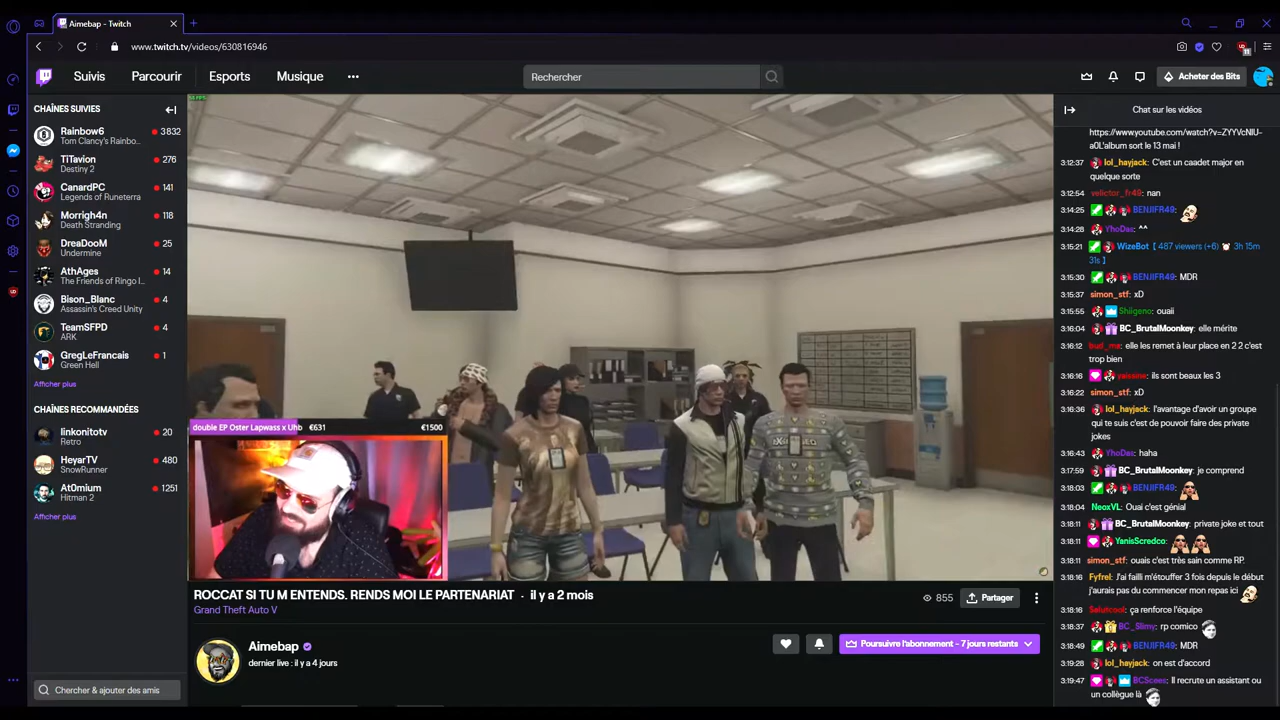 Aimebap - Twitch
www.twitch.tv/videos/630816946
Suivis
Parcourir
Esports
Musique
Rechercher
Acheter des Bits
CHAÎNES SUIVIES
Rainbow6
3832
Tom Clancy's Rainbo...
TiTavion
276
Destiny 2
CanardPC
141
Legends of Runeterra
Morrigh4n
118
Death Stranding
DreaDooM
25
Undermine
AthAges
14
The Friends of Ringo I...
Bison_Blanc
4
Assassin's Creed Unity
TeamSFPD
4
ARK
GregLeFrancais
1
Green Hell
Afficher plus
CHAÎNES RECOMMANDÉES
linkonitotv
20
Retro
HeyarTV
480
SnowRunner
At0mium
1251
Hitman 2
Afficher plus
Chercher & ajouter des amis
double EP Oster Lapwass x Uhb €631 €1500
ROCCAT SI TU M ENTENDS. RENDS MOI LE PARTENARIAT · il y a 2 mois
Grand Theft Auto V
855
Partager
Aimebap
dernier live : il y a 4 jours
Poursuivre l'abonnement - 7 jours restants
Chat sur les vidéos
https://www.youtube.com/watch?v=ZYYVcNIU-
a0L'album sort le 13 mai !
3:12:37 lol_hayjack: C'est un caadet major en
quelque sorte
3:12:54 velictor_fr49: nan
3:14:25 BENJIFR49:
3:14:28 YhoDas: ^^
3:15:21 WizeBot [ 487 viewers (+6) 3h 15m
31s ]
3:15:30 BENJIFR49: MDR
3:15:37 simon_stf: xD
3:15:55 Shiigeno: ouaii
3:16:04 BC_BrutalMoonkey: elle mérite
3:16:12 elle les remet à leur place en 2 2 c'est
trop bien
3:16:16 yaissine: ils sont beaux les 3
3:16:22 simon_stf: xD
3:16:36 lol_hayjack: l'avantage d'avoir un groupe
qui te suis c'est de pouvoir faire des private
jokes
3:16:43 YhoDas: haha
3:17:59 BC_BrutalMoonkey: je comprend
3:18:03 BENJIFR49:
3:18:07 NeoxVL: Ouai c'est génial
3:18:11 BC_BrutalMoonkey: private joke et tout
3:18:11 YanisScredco:
3:18:11 simon_stf: ouais c'est très sain comme RP.
3:18:16 Fyfrel: J'ai failli m'étouffer 3 fois depuis le début
j'aurais pas du commencer mon repas ici
3:18:16 Salutcool: ça renforce l'équipe
3:18:37 BC_Slimy: rp comico
3:18:49 BENJIFR49: MDR
3:19:28 lol_hayjack: on est d'accord
3:19:47 BCScees: Il recrute un assistant ou
un collègue là